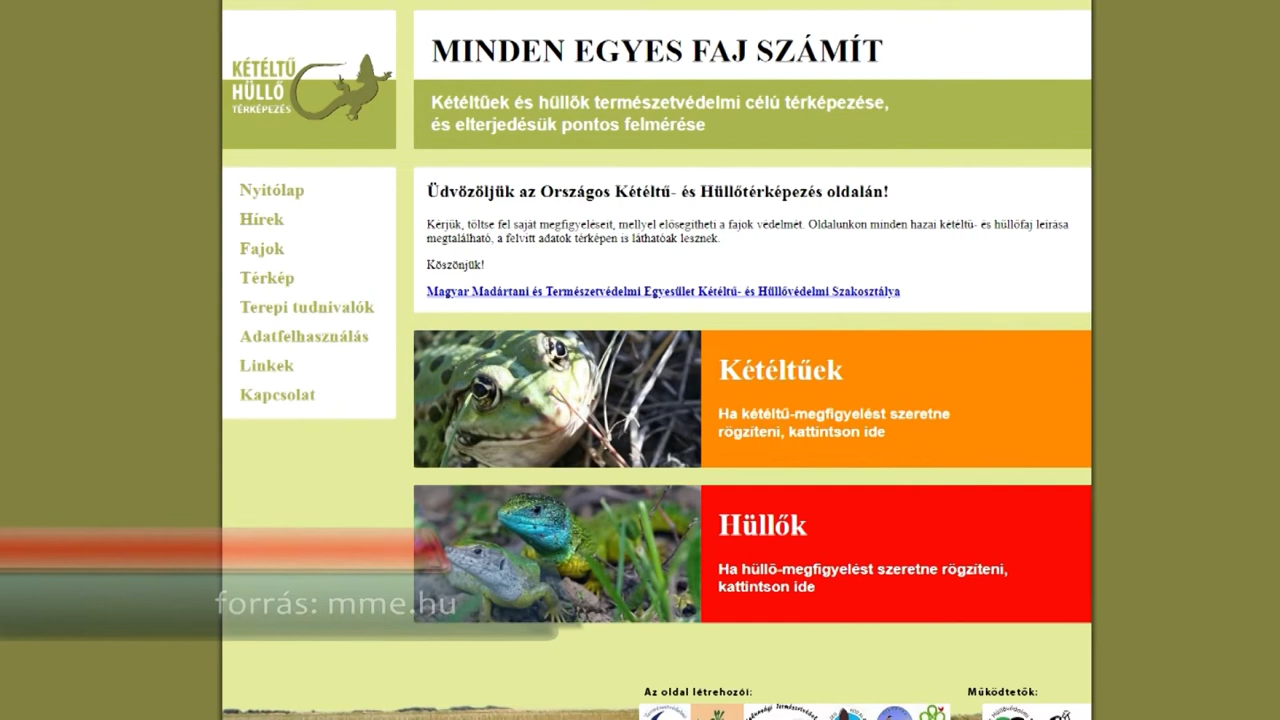 KÉTÉLTŰ
HÜLLŐ
TÉRKÉPEZÉS
MINDEN EGYES FAJ SZÁMÍT
Kétéltűek és hüllők természetvédelmi célú térképezése,
és elterjedésük pontos felmérése
Nyitólap
Hírek
Fajok
Térkép
Terepi tudnivalók
Adatfelhasználás
Linkek
Kapcsolat
Üdvözöljük az Országos Kétéltű- és Hüllőtérképezés oldalán!
Kérjük, töltse fel saját megfigyeléseit, mellyel elősegítheti a fajok védelmét. Oldalunkon minden hazai kétéltű- és hüllőfaj leírása
megtalálható, a felvitt adatok térképen is láthatóak lesznek.
Köszönjük!
Magyar Madártani és Természetvédelmi Egyesület Kétéltű- és Hüllővédelmi Szakosztálya
Kétéltűek
Ha kétéltű-megfigyelést szeretne
rögzíteni, kattintson ide
Hüllők
Ha hüllő-megfigyelést szeretne rögzíteni,
kattintson ide
forrás: mme.hu
Az oldal létrehozói:
Működtetők: